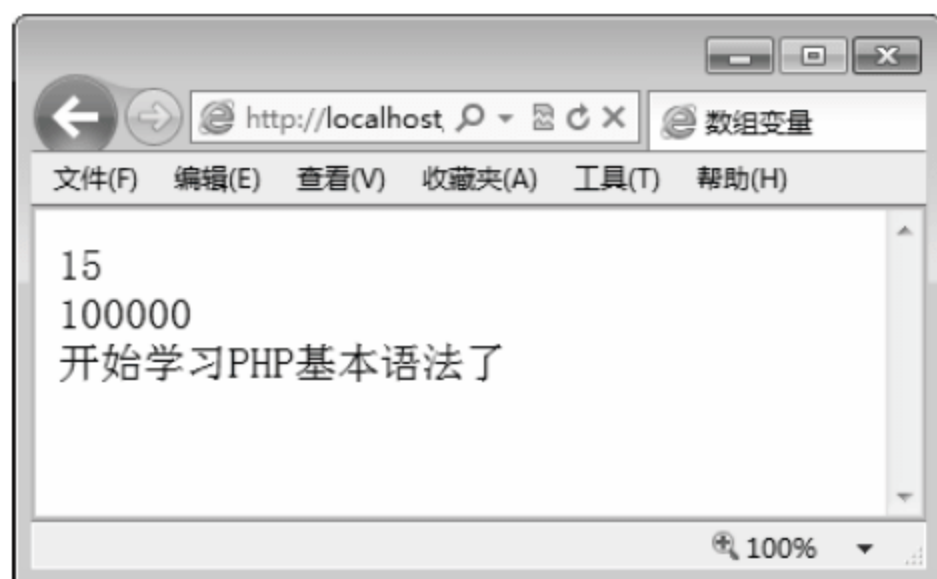 http://localhost, 数组变量
文件(F) 编辑(E) 查看(V) 收藏夹(A) 工具(T) 帮助(H)
15
100000
开始学习PHP基本语法了
100%